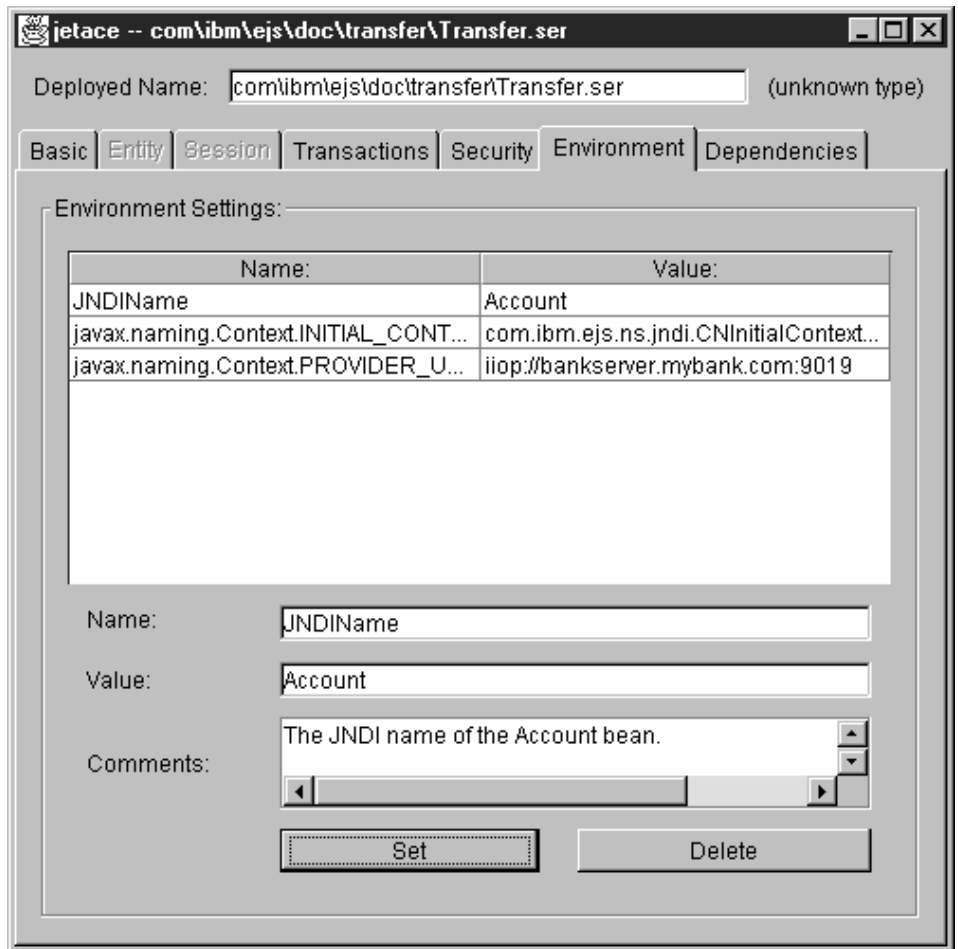 jetace -- com\ibm\ejs\doc\transfer\Transfer.ser
Deployed Name: com\ibm\ejs\doc\transfer\Transfer.ser (unknown type)
Basic Entity Session Transactions Security Environment Dependencies
Environment Settings:
Name: Value:
JNDIName Account
javax.naming.Context.INITIAL_CONT... com.ibm.ejs.ns.jndi.CNInitialContext...
javax.naming.Context.PROVIDER_U... iiop://bankserver.mybank.com:9019
Name: JNDIName
Value: Account
The JNDI name of the Account bean.
Comments:
Set Delete